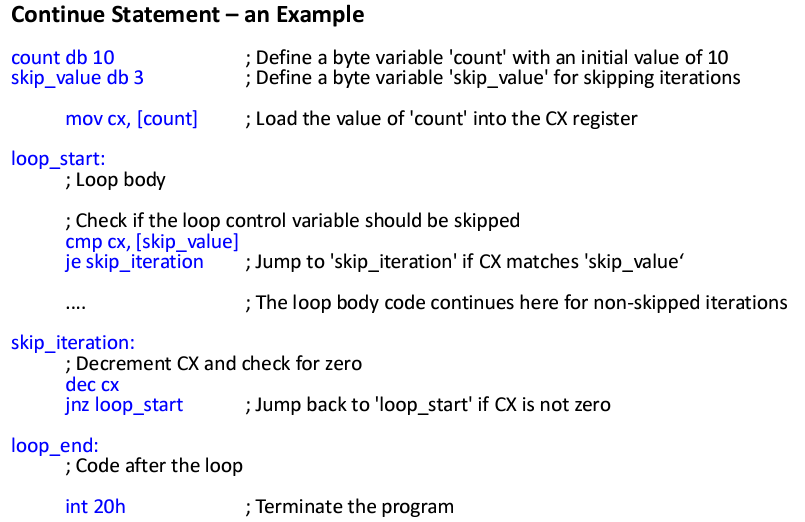 Continue Statement – an Example
count db 10 ; Define a byte variable 'count' with an initial value of 10
skip_value db 3 ; Define a byte variable 'skip_value' for skipping iterations
mov cx, [count] ; Load the value of 'count' into the CX register
loop_start:
; Loop body
; Check if the loop control variable should be skipped
cmp cx, [skip_value]
je skip_iteration ; Jump to 'skip_iteration' if CX matches 'skip_value‘
.... ; The loop body code continues here for non-skipped iterations
skip_iteration:
; Decrement CX and check for zero
dec cx
jnz loop_start ; Jump back to 'loop_start' if CX is not zero
loop_end:
; Code after the loop
int 20h ; Terminate the program